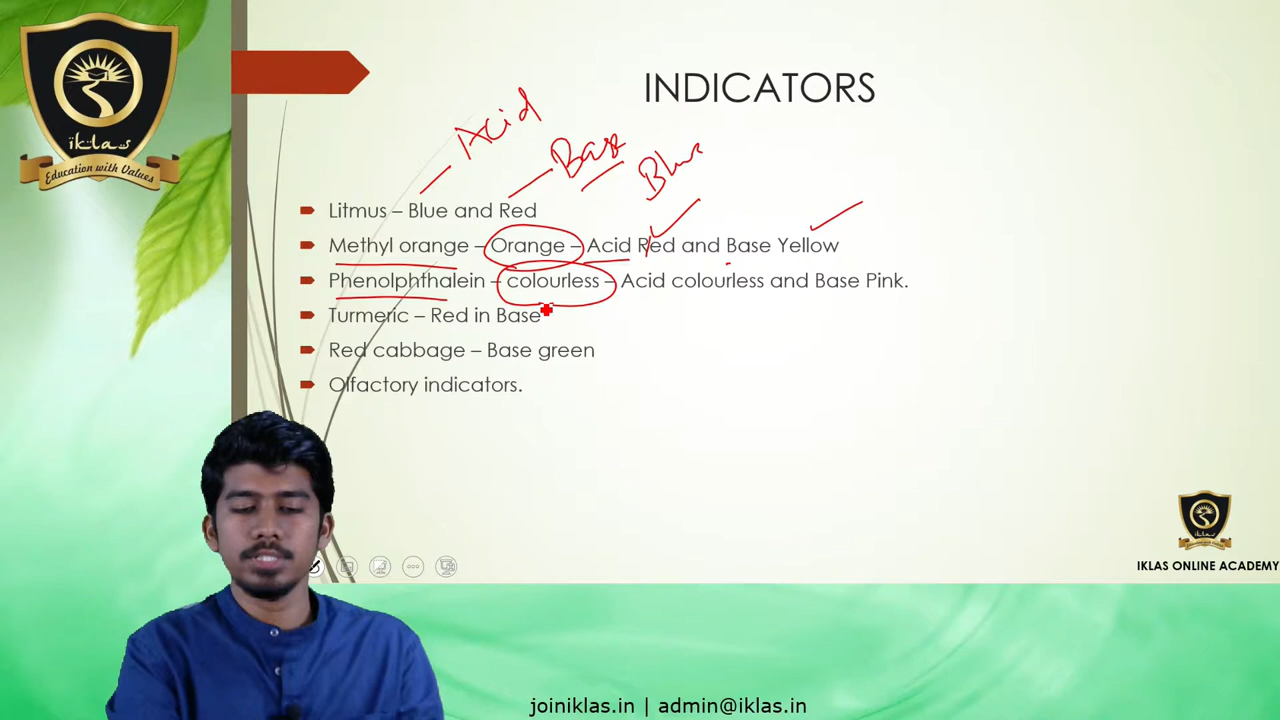 INDICATORS
iklas
Education with Values
Acid
Base
Blue
Litmus – Blue and Red
Methyl orange – Orange – Acid Red and Base Yellow
Phenolphthalein – colourless – Acid colourless and Base Pink.
Turmeric – Red in Base
Red cabbage – Base green
Olfactory indicators.
IKLAS ONLINE ACADEMY
joiniklas.in | admin@iklas.in